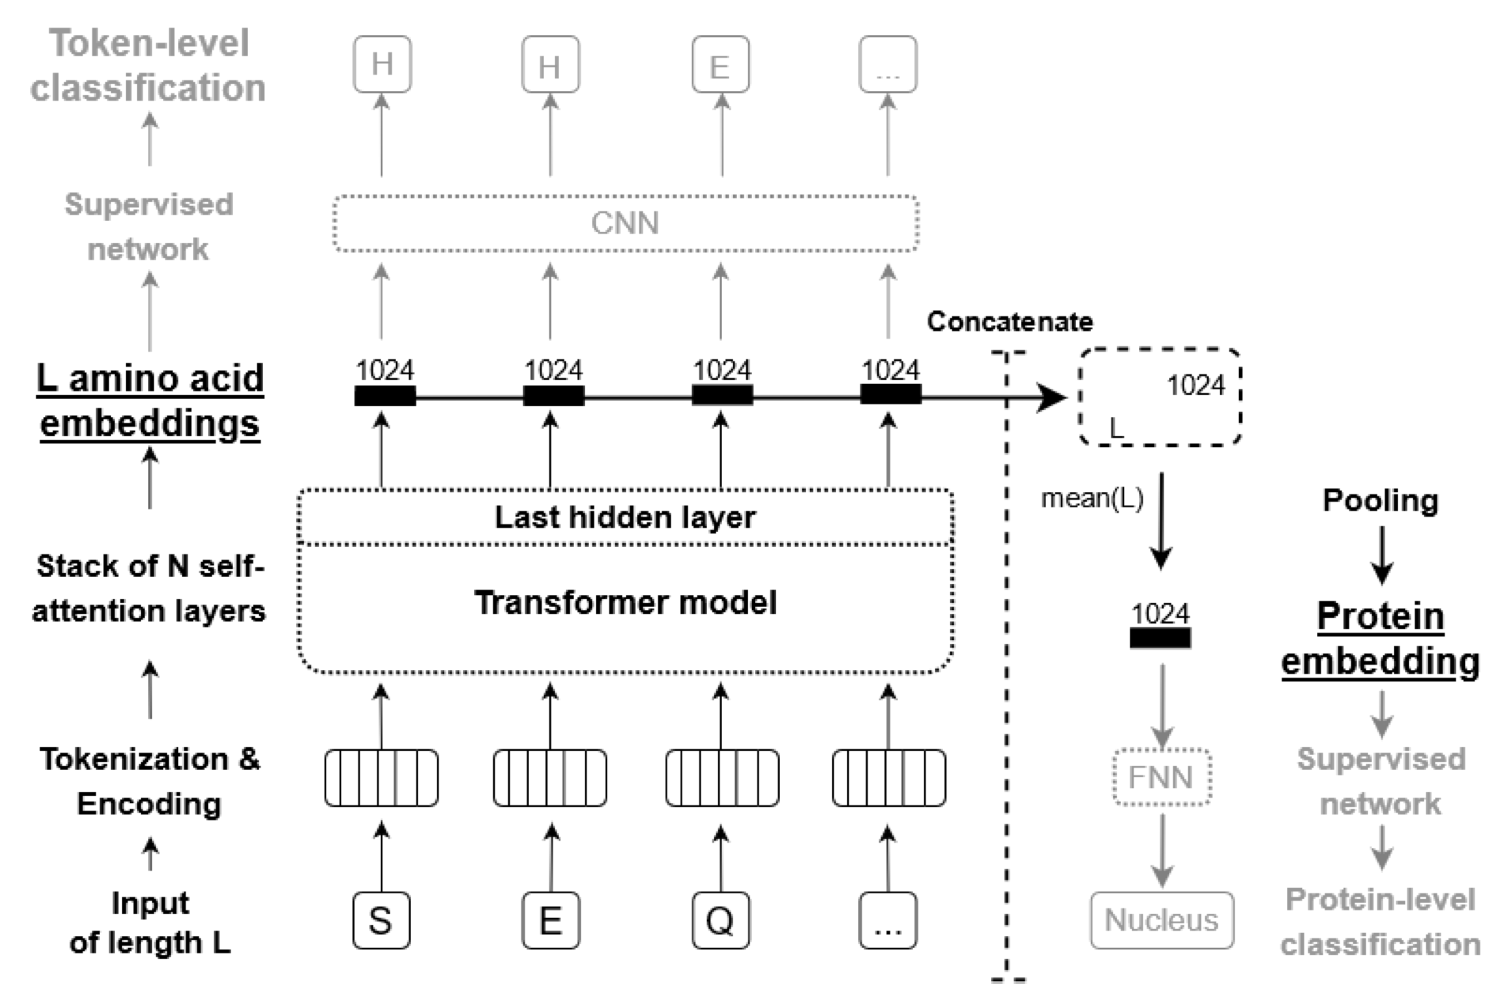 Token-level
classification
H H E ...
Supervised
network
CNN
Concatenate
L amino acid
embeddings
1024 1024 1024 1024
1024
L
Last hidden layer
mean(L)
Pooling
Stack of N self-
attention layers
Transformer model
1024
Protein
embedding
Tokenization &
Encoding
FNN
Supervised
network
Input
of length L
S E Q ...
Nucleus
Protein-level
classification